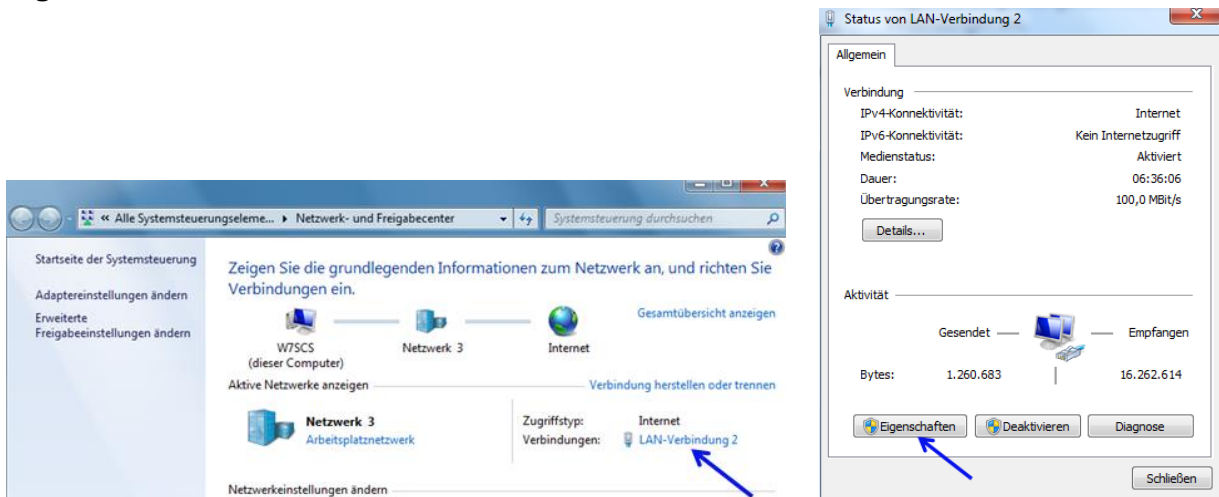 « Alle Systemsteuerungseleme... ▸ Netzwerk- und Freigabecenter
Systemsteuerung durchsuchen
Startseite der Systemsteuerung
Adaptereinstellungen ändern
Erweiterte
Freigabeeinstellungen ändern
Zeigen Sie die grundlegenden Informationen zum Netzwerk an, und richten Sie
Verbindungen ein.
Gesamtübersicht anzeigen
W7SCS
(dieser Computer)
Netzwerk 3
Internet
Aktive Netzwerke anzeigen
Verbindung herstellen oder trennen
Netzwerk 3
Arbeitsplatznetzwerk
Zugriffstyp: Internet
Verbindungen: LAN-Verbindung 2
Netzwerkeinstellungen ändern
Status von LAN-Verbindung 2
Allgemein
Verbindung
IPv4-Konnektivität: Internet
IPv6-Konnektivität: Kein Internetzugriff
Medienstatus: Aktiviert
Dauer: 06:36:06
Übertragungsrate: 100,0 MBit/s
Details...
Aktivität
Gesendet — Empfangen
Bytes: 1.260.683 | 16.262.614
Eigenschaften Deaktivieren Diagnose
Schließen